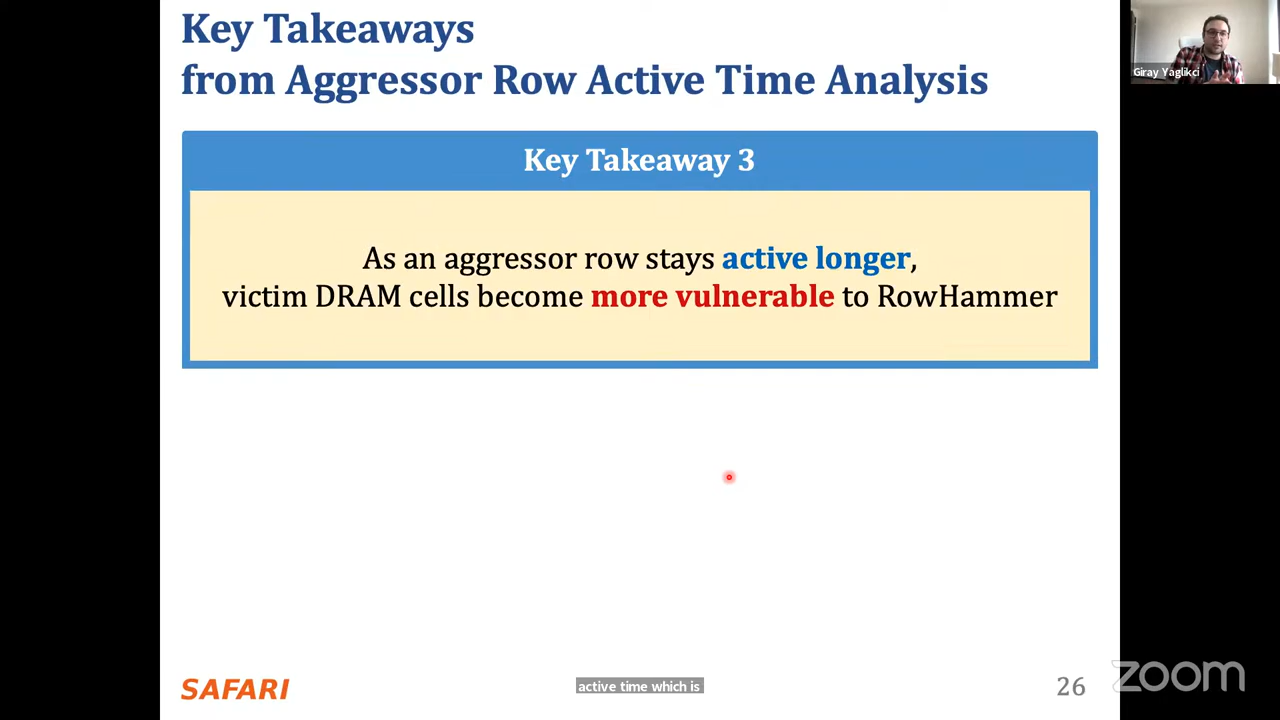 Key Takeaways
from Aggressor Row Active Time Analysis
Giray Yaglikci
Key Takeaway 3
As an aggressor row stays active longer,
victim DRAM cells become more vulnerable to RowHammer
SAFARI
active time which is
26
zoom